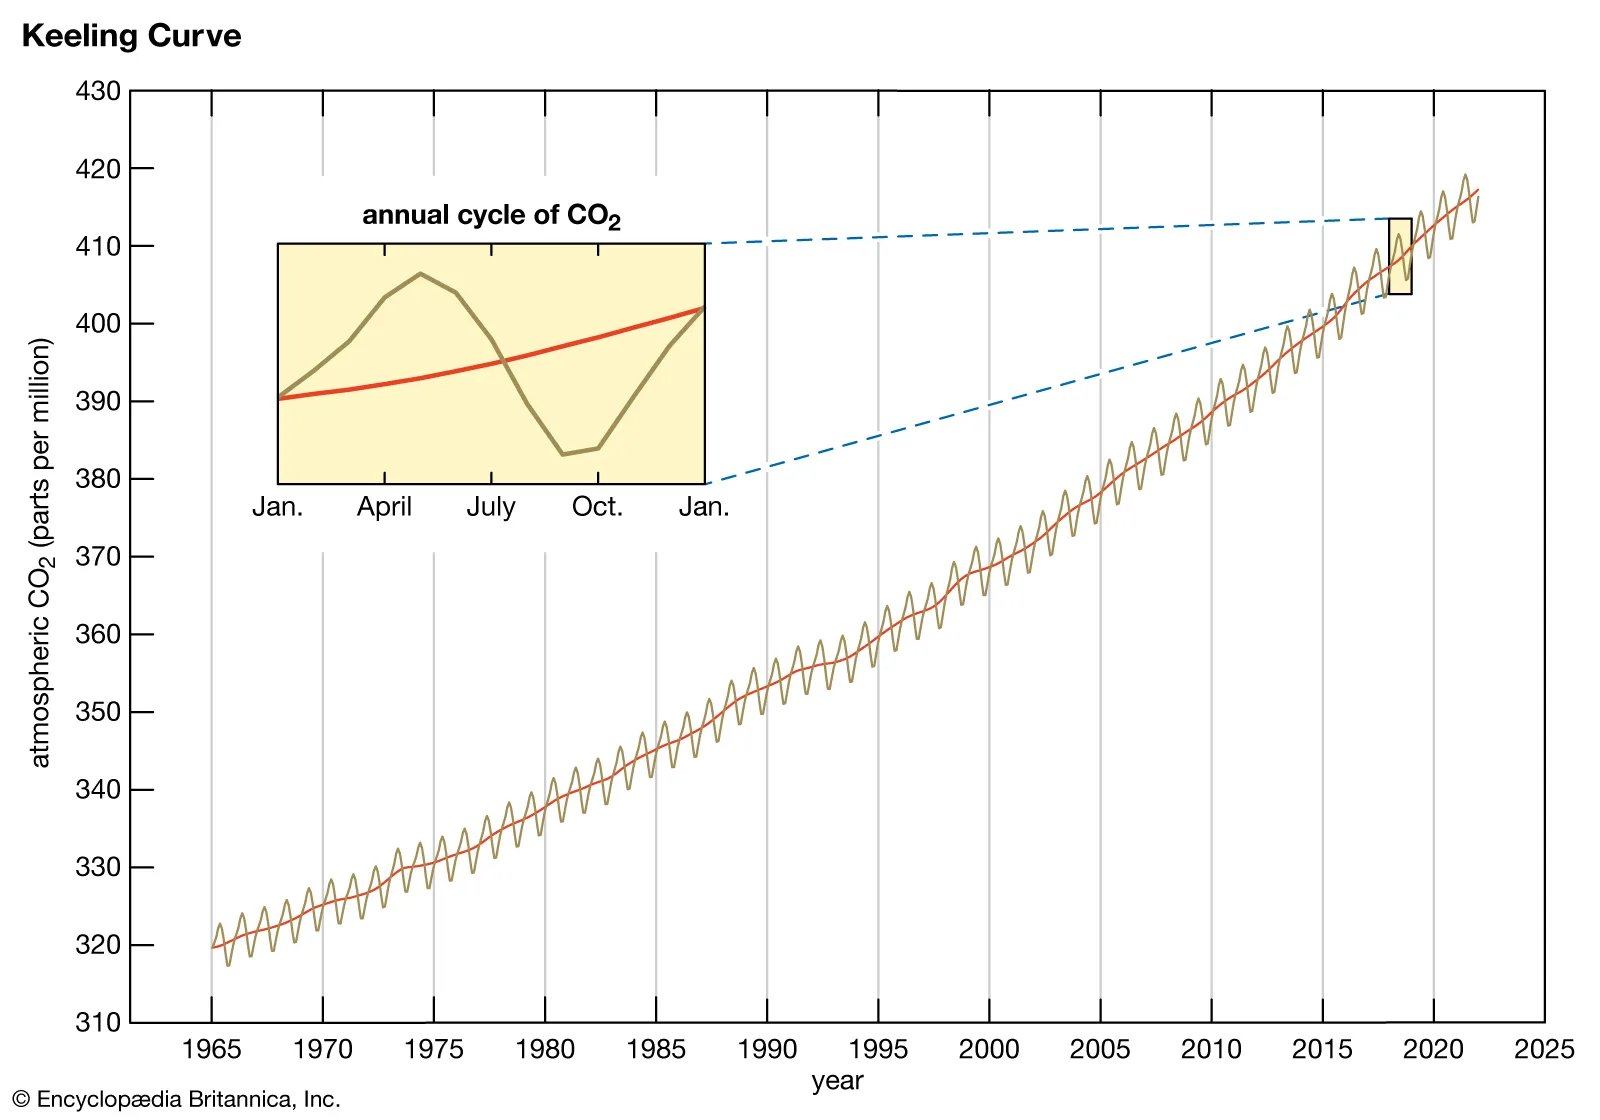 Keeling Curve
430
420
410
400
390
380
370
360
350
340
330
320
310
atmospheric CO₂ (parts per million)
annual cycle of CO₂
Jan. April July Oct. Jan.
1965 1970 1975 1980 1985 1990 1995 2000 2005 2010 2015 2020 2025
year
© Encyclopædia Britannica, Inc.